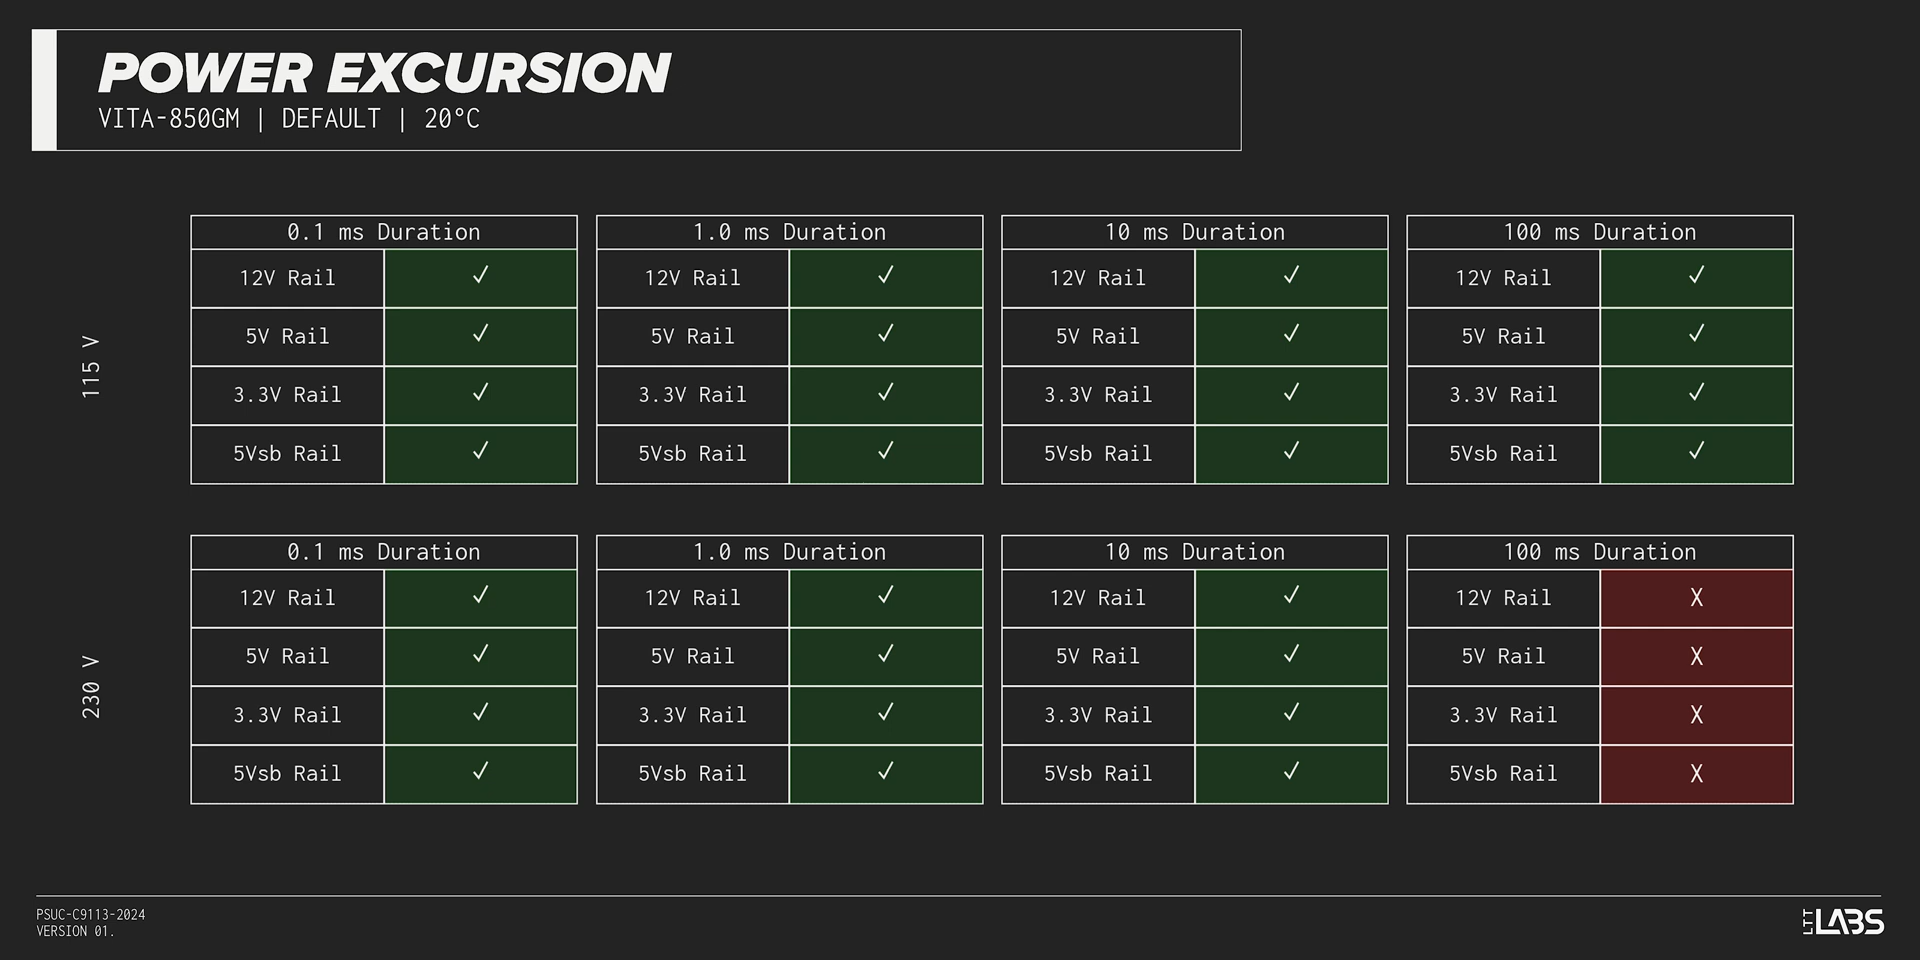 POWER EXCURSION
VITA-850GM | DEFAULT | 20°C
115 V
0.1 ms Duration
12V Rail ✓
5V Rail ✓
3.3V Rail ✓
5Vsb Rail ✓
1.0 ms Duration
12V Rail ✓
5V Rail ✓
3.3V Rail ✓
5Vsb Rail ✓
10 ms Duration
12V Rail ✓
5V Rail ✓
3.3V Rail ✓
5Vsb Rail ✓
100 ms Duration
12V Rail ✓
5V Rail ✓
3.3V Rail ✓
5Vsb Rail ✓
230 V
0.1 ms Duration
12V Rail ✓
5V Rail ✓
3.3V Rail ✓
5Vsb Rail ✓
1.0 ms Duration
12V Rail ✓
5V Rail ✓
3.3V Rail ✓
5Vsb Rail ✓
10 ms Duration
12V Rail ✓
5V Rail ✓
3.3V Rail ✓
5Vsb Rail ✓
100 ms Duration
12V Rail X
5V Rail X
3.3V Rail X
5Vsb Rail X
PSUC-C9113-2024
VERSION 01.
LTT LABS